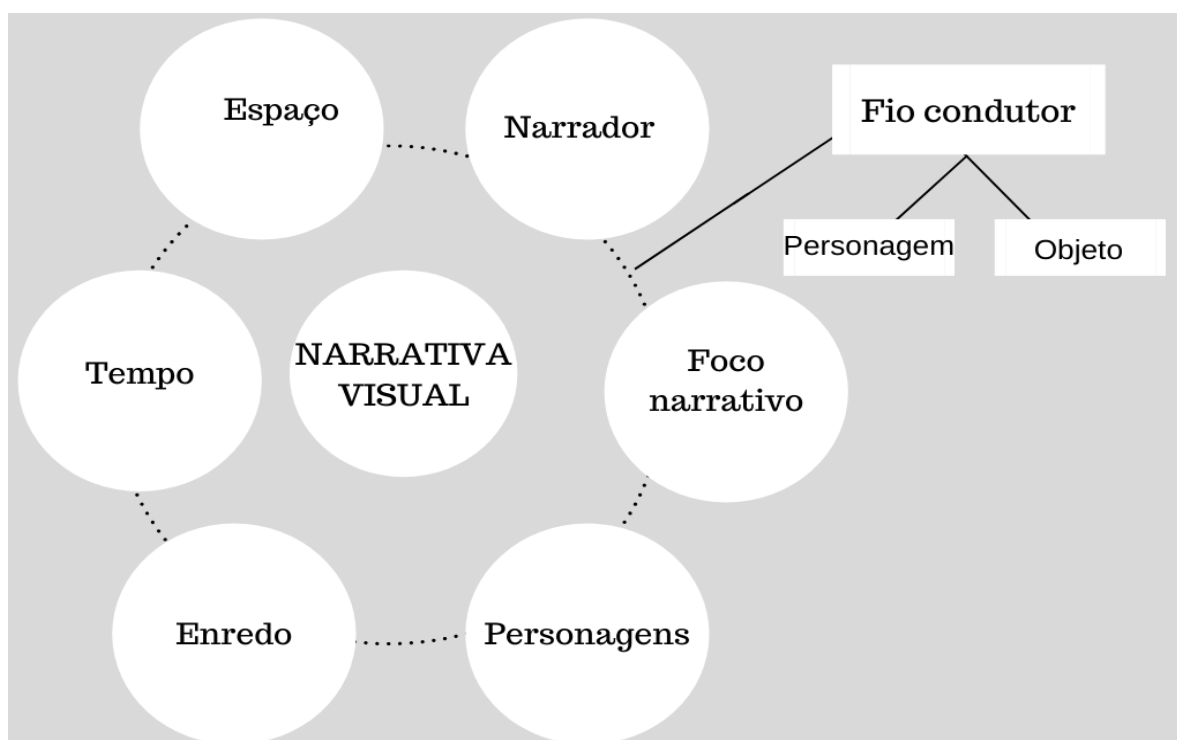 Espaço
Narrador
Fio condutor
Personagem
Objeto
Tempo
NARRATIVA
VISUAL
Foco
narrativo
Enredo
Personagens